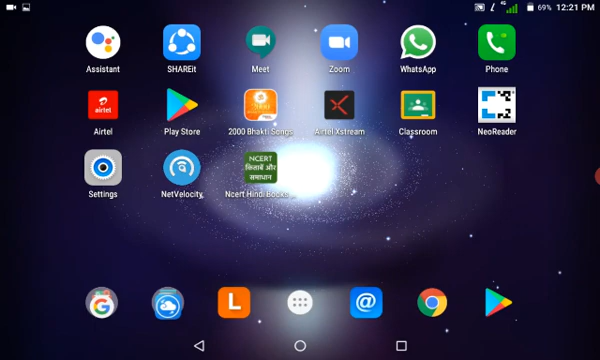 4G 69% 12:21 PM
Assistant
SHAREit
Meet
Zoom
WhatsApp
Phone
airtel
Airtel
Play Store
2000 Bhakti Songs
Airtel Xstream
Classroom
NeoReader
NCERT
किताबें और
समाधान
Settings
NetVelocity
Ncert Hindi Books ...
G
L
@